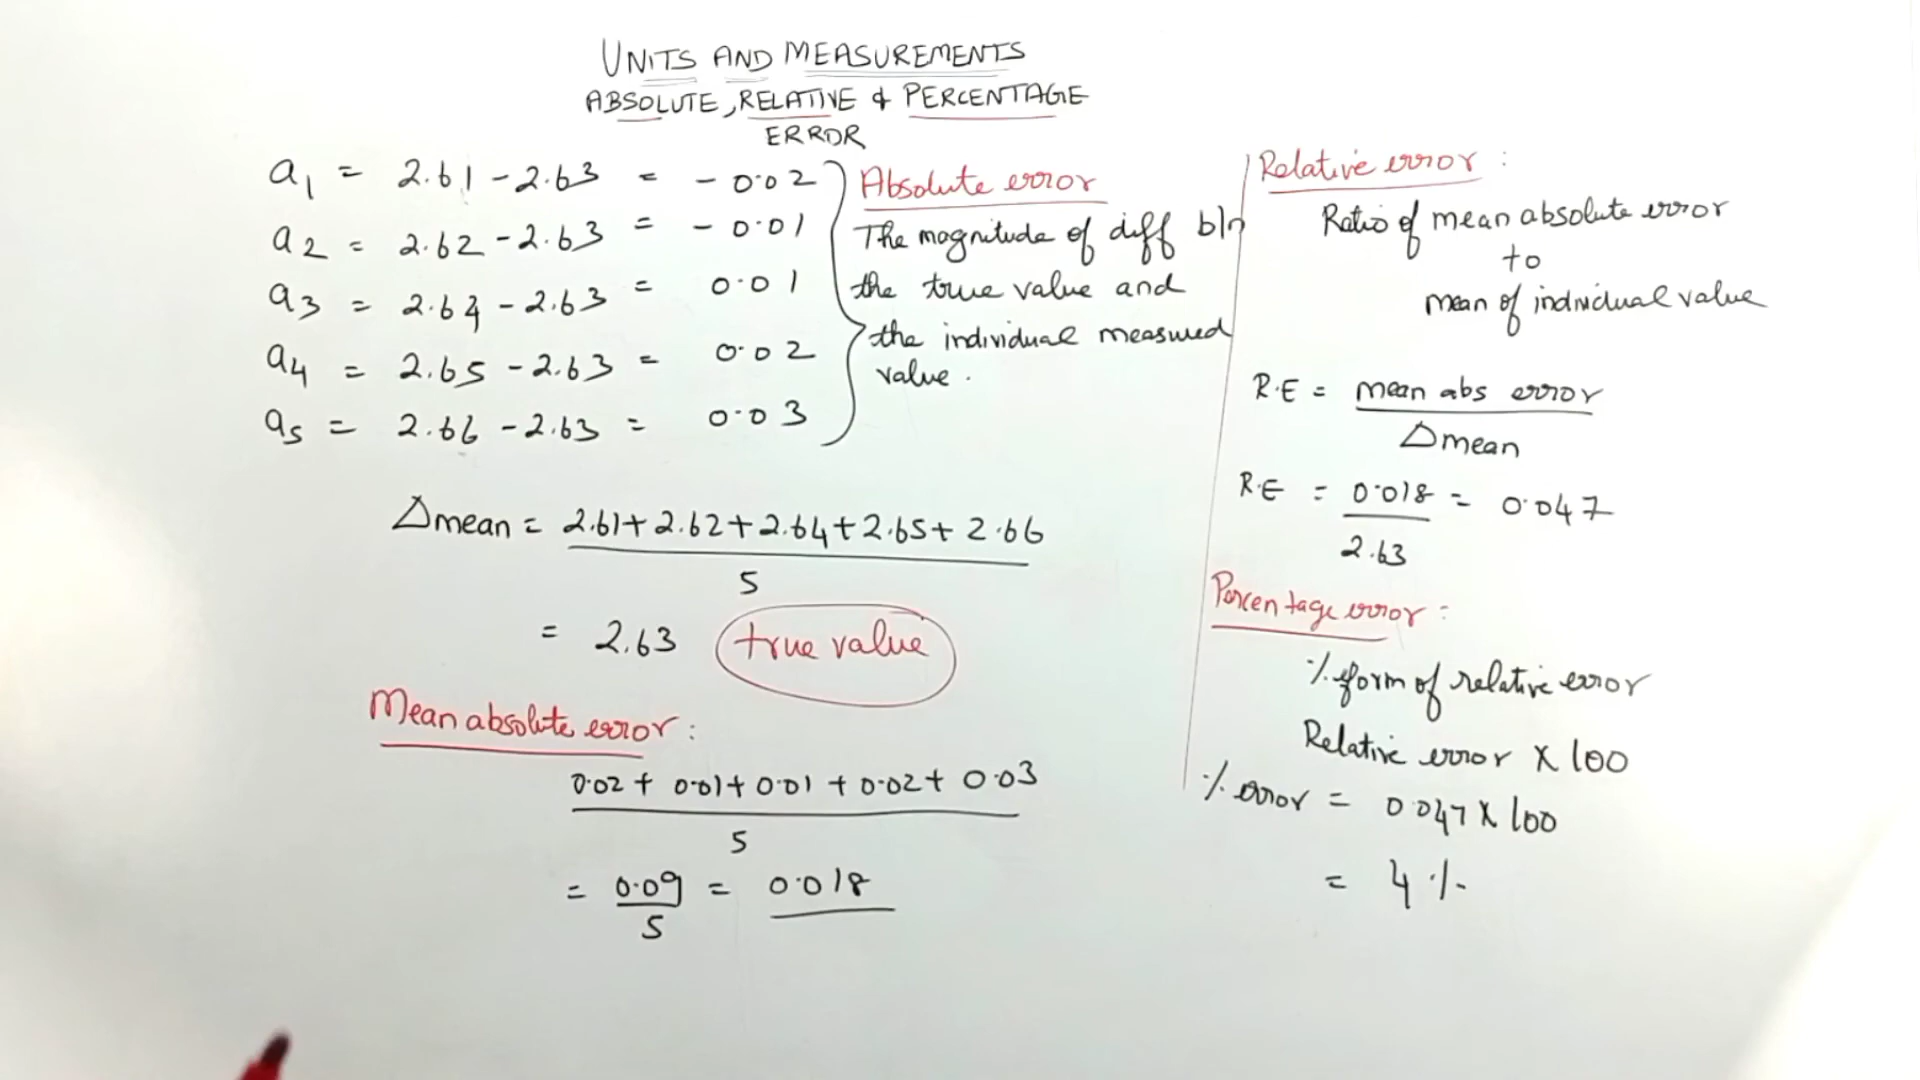 UNITS AND MEASUREMENTS
ABSOLUTE, RELATIVE & PERCENTAGE
ERROR
a1 = 2.61 - 2.63 = - 0.02
a2 = 2.62 - 2.63 = - 0.01
a3 = 2.64 - 2.63 = 0.01
a4 = 2.65 - 2.63 = 0.02
a5 = 2.66 - 2.63 = 0.03
Absolute error
The magnitude of diff b/n
the true value and
the individual measured
value.
Δmean = 2.61+2.62+2.64+2.65+2.66
5
= 2.63 true value
Mean absolute error:
0.02 + 0.01 + 0.01 + 0.02 + 0.03
5
= 0.09 = 0.018
5
Relative error :
Ratio of mean absolute error
to
mean of individual value
R.E = mean abs error
Δmean
R.E = 0.018 = 0.047
2.63
Percentage error :
% form of relative error
Relative error X 100
% error = 0.047 X 100
= 4 %